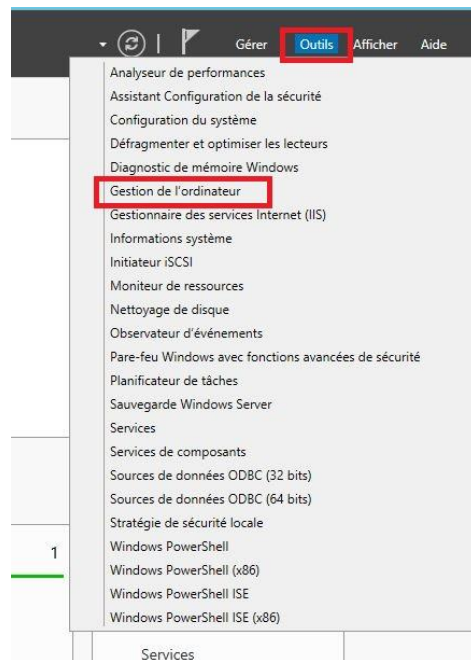 Gérer Outils Afficher Aide
Analyseur de performances
Assistant Configuration de la sécurité
Configuration du système
Défragmenter et optimiser les lecteurs
Diagnostic de mémoire Windows
Gestion de l'ordinateur
Gestionnaire des services Internet (IIS)
Informations système
Initiateur iSCSI
Moniteur de ressources
Nettoyage de disque
Observateur d'événements
Pare-feu Windows avec fonctions avancées de sécurité
Planificateur de tâches
Sauvegarde Windows Server
Services
Services de composants
Sources de données ODBC (32 bits)
Sources de données ODBC (64 bits)
Stratégie de sécurité locale
Windows PowerShell
1
Windows PowerShell (x86)
Windows PowerShell ISE
Windows PowerShell ISE (x86)
Services